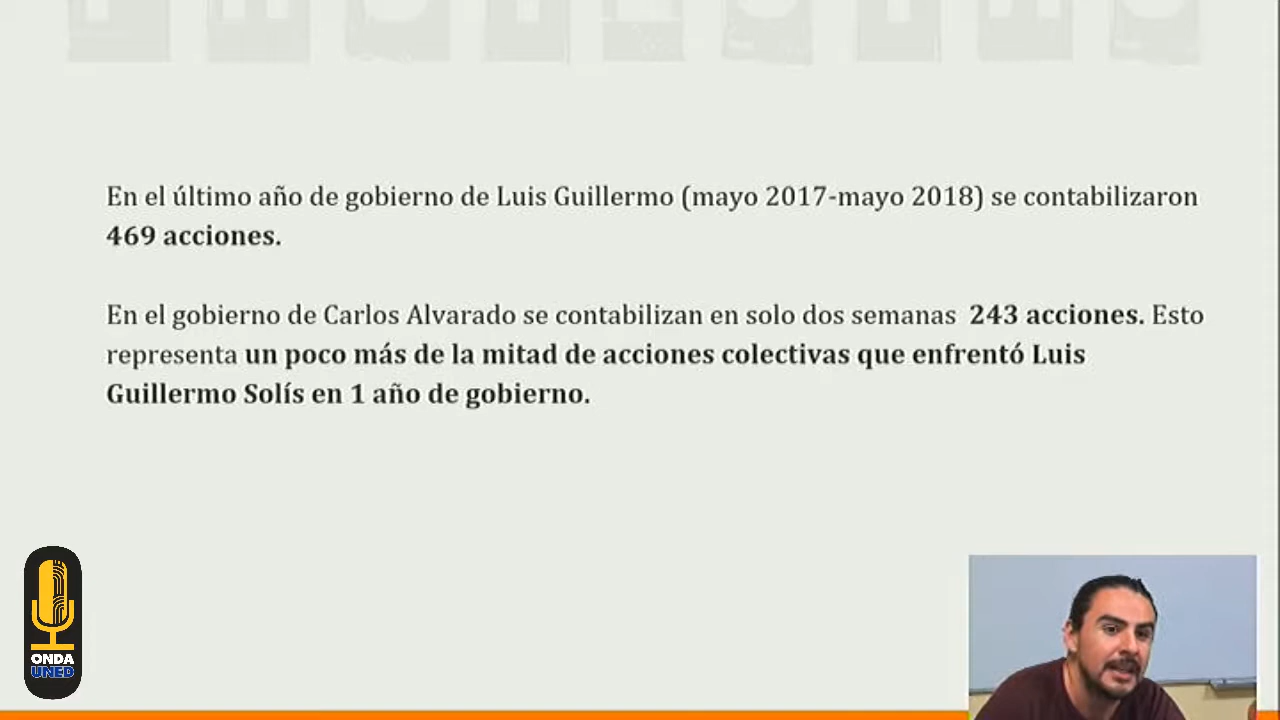 En el último año de gobierno de Luis Guillermo (mayo 2017-mayo 2018) se contabilizaron
469 acciones.
En el gobierno de Carlos Alvarado se contabilizan en solo dos semanas 243 acciones. Esto
representa un poco más de la mitad de acciones colectivas que enfrentó Luis
Guillermo Solís en 1 año de gobierno.
ONDA
UNED